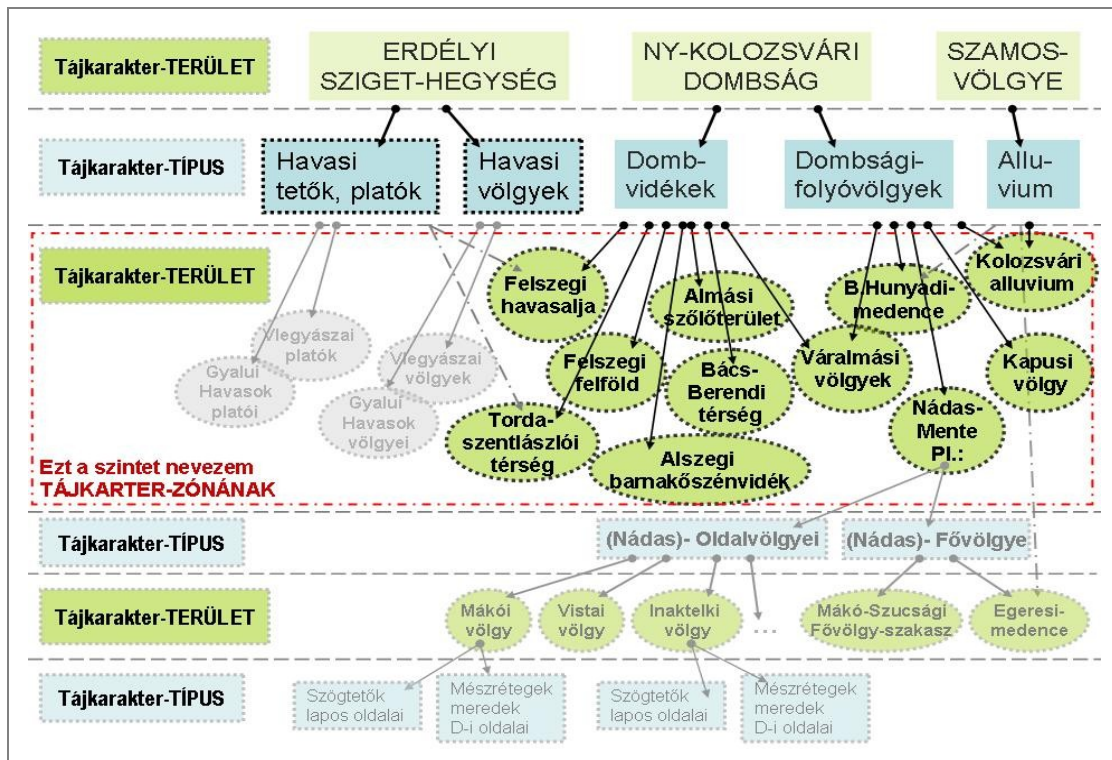 Tájkarakter-TERÜLET
ERDÉLYI
SZIGET-HEGYSÉG
NY-KOLOZSVÁRI
DOMBSÁG
SZAMOS-
VÖLGYE
Tájkarakter-TÍPUS
Havasi
tetők, platók
Havasi
völgyek
Domb-
vidékek
Dombsági-
folyóvölgyek
Allu-
vium
Tájkarakter-TERÜLET
Felszegi
havasalja
Almási
szőlőterület
B.Hunyadi-
medence
Kolozsvári
alluvium
Vlegyászai
platók
Vlegyászai
völgyek
Felszegi
felföld
Bács-
Berendi
térség
Váralmási
völgyek
Kapusi
völgy
Gyalui
Havasok
platói
Gyalui
Havasok
völgyei
Torda-
szentlászlói
térség
Alszegi
barnakőszénvidék
Nádas-
Mente
Pl.:
Ezt a szintet nevezem
TÁJKARTER-ZÓNÁNAK
Tájkarakter-TÍPUS
(Nádas)- Oldalvölgyei
(Nádas)- Fővölgye
Tájkarakter-TERÜLET
Mákói
völgy
Vistai
völgy
Inaktelki
völgy
...
Mákó-Szucsági
Fővölgy-szakasz
Egeresi-
medence
Tájkarakter-TÍPUS
Szögtetők
lapos oldalai
Mészrétegek
meredek
D-i oldalai
Szögtetők
lapos oldalai
Mészrétegek
meredek
D-i oldalai